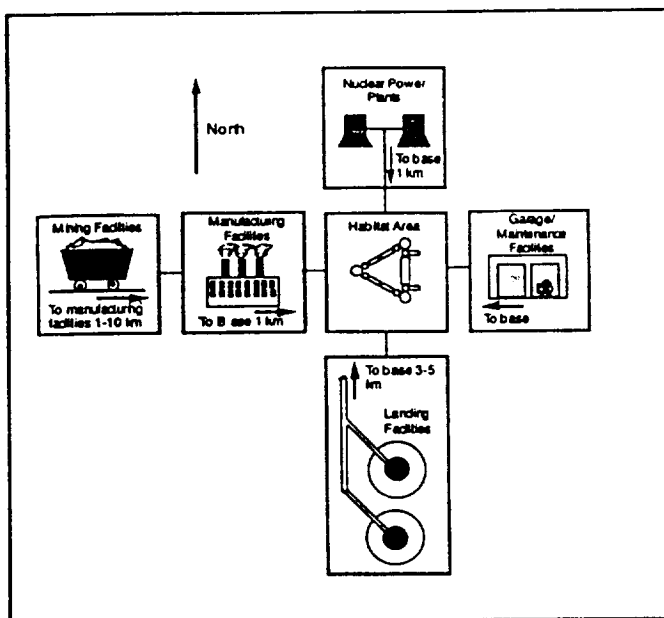 Nuclear Power
Plants
To base
1 km
North
Mining Facilities
To manufacturing
facilities 1-10 km
Manufacturing
Facilities
To Base 1 km
Habitat Area
Garage/
Maintenance
Facilities
To base
To base 3-5
km
Landing
Facilities